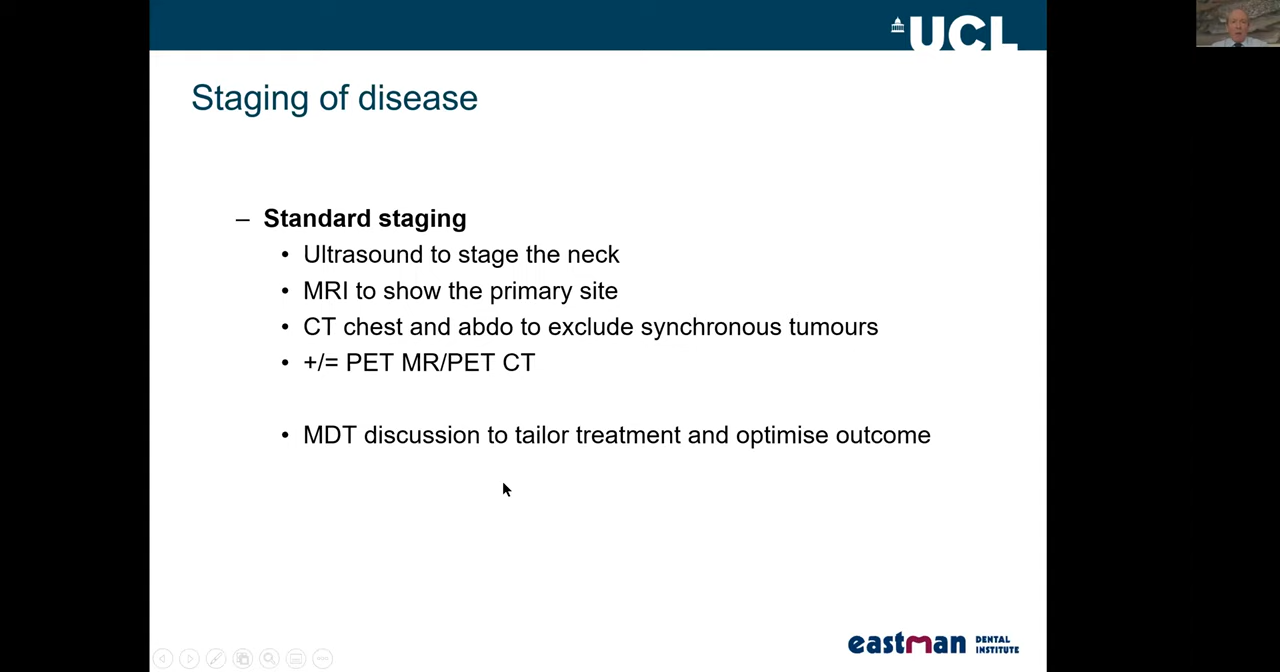 UCL
Staging of disease
– Standard staging
• Ultrasound to stage the neck
• MRI to show the primary site
• CT chest and abdo to exclude synchronous tumours
• +/= PET MR/PET CT
• MDT discussion to tailor treatment and optimise outcome
eastman DENTAL
INSTITUTE